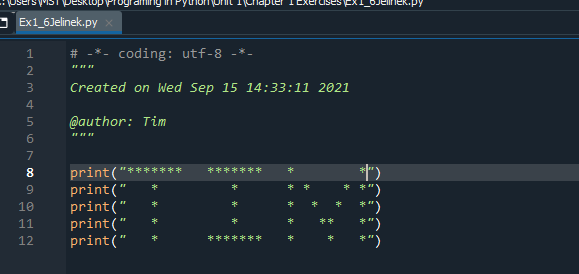 :\Users\MSI\Desktop\Programing in Python\Unit 1\Chapter 1 Exercises\Ex1_6Jelinek.py
Ex1_6Jelinek.py
1 # -*- coding: utf-8 -*-
2 """
3 Created on Wed Sep 15 14:33:11 2021
4
5 @author: Tim
6 """
7
8 print("*******   *******   *        *")
9 print("   *         *      * *    * *")
10 print("   *         *      *  *  *  *")
11 print("   *         *      *   **   *")
12 print("   *      *******   *    *   *")